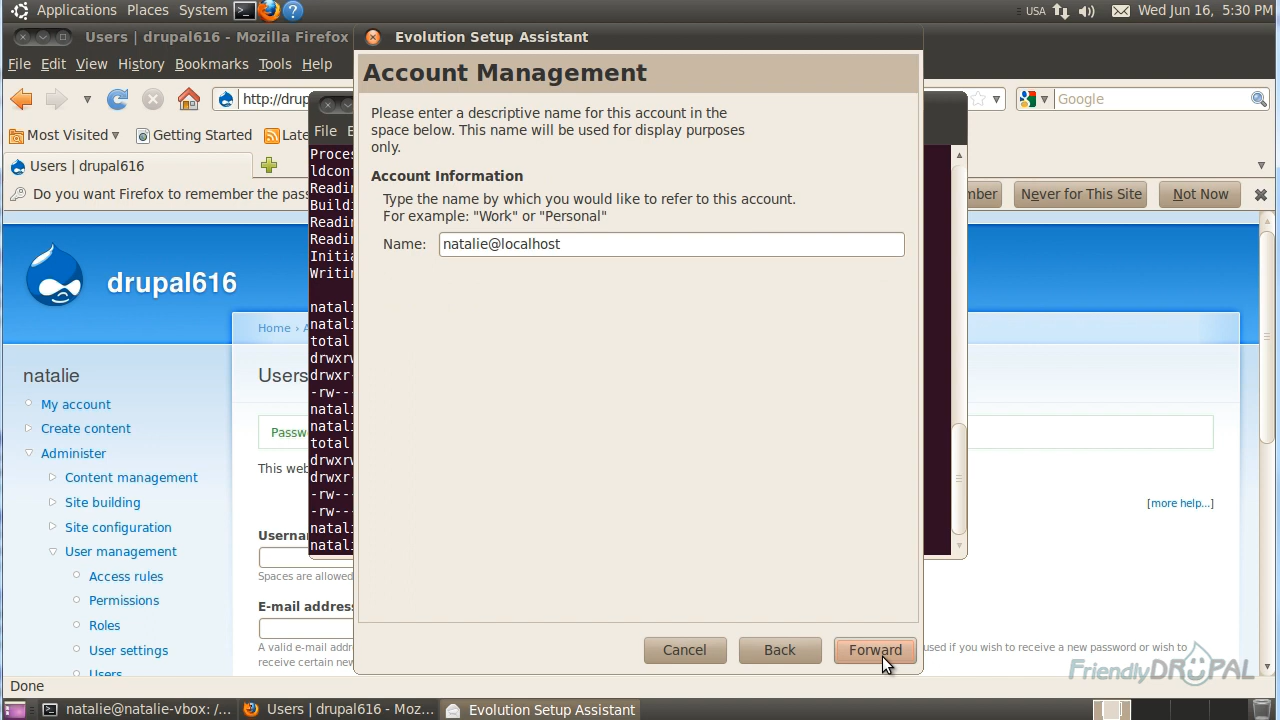 Applications Places System USA Wed Jun 16, 5:30 PM
Users | drupal616 - Mozilla Firefox
Evolution Setup Assistant
File Edit View History Bookmarks Tools Help
Account Management
http://drup
Google
Please enter a descriptive name for this account in the
space below. This name will be used for display purposes
only.
File E
Most Visited Getting Started Late
Users | drupal616
Account Information
Do you want Firefox to remember the pas
mber Never for This Site Not Now
Type the name by which you would like to refer to this account.
For example: "Work" or "Personal"
Name: natalie@localhost
Proces
ldconf
Readin
Buildi
Readin
Readin
Initia
Writin
natali
natali
total
drwxrw
drwxr-
-rw---
natali
natali
total
drwxrw
drwxr-
-rw---
-rw---
natali
natali
drupal616
Home › A
natalie
My account
Create content
Administer
Content management
Site building
Site configuration
User management
Access rules
Permissions
Roles
User settings
Users
Users
Passw
This web
[more help...]
Userna
Spaces are allowed
E-mail address
A valid e-mail addr
used if you wish to receive a new password or wish to
receive certain new
Cancel Back Forward
FriendlyDRUPAL
Done
natalie@natalie-vbox: /... Users | drupal616 - Moz... Evolution Setup Assistant